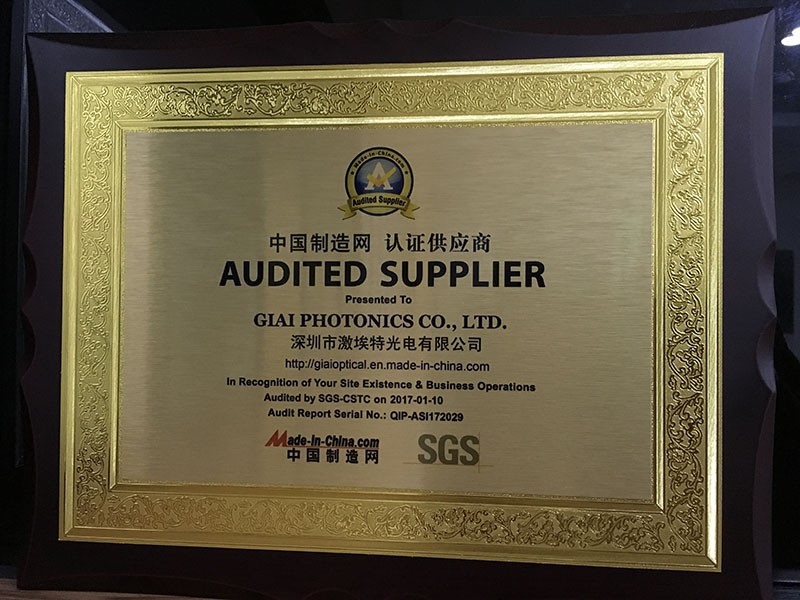 Made-in-China.com
A
Audited Supplier
中国制造网 认证供应商
AUDITED SUPPLIER
Presented To
GIAI PHOTONICS CO., LTD.
深圳市激埃特光电有限公司
http://giaioptical.en.made-in-china.com
In Recognition of Your Site Existence & Business Operations
Audited by SGS-CSTC on 2017-01-10
Audit Report Serial No.: QIP-ASI172029
Made-in-China.com
中国制造网
SGS